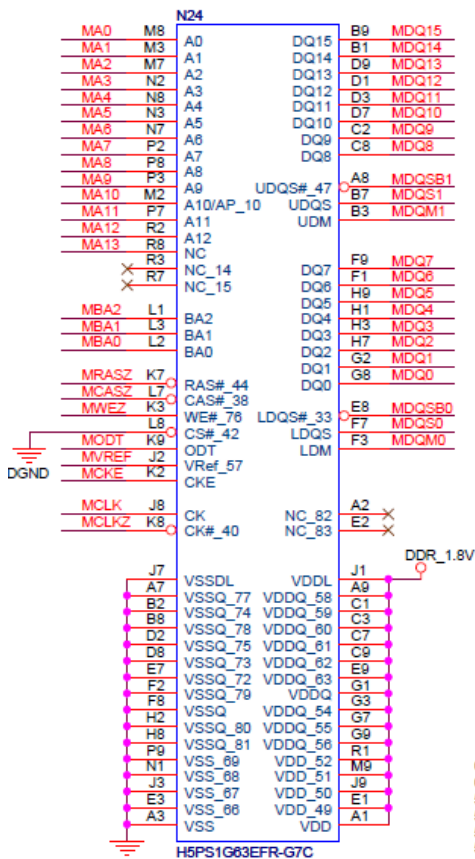 N24
MA0 M8 A0 DQ15 B9 MDQ15
MA1 M3 A1 DQ14 B1 MDQ14
MA2 M7 A2 DQ13 D9 MDQ13
MA3 N2 A3 DQ12 D1 MDQ12
MA4 N8 A4 DQ11 D3 MDQ11
MA5 N3 A5 DQ10 D7 MDQ10
MA6 N7 A6 DQ9 C2 MDQ9
MA7 P2 A7 DQ8 C8 MDQ8
MA8 P8 A8
MA9 P3 A9 UDQS#_47 A8 MDQSB1
MA10 M2 A10/AP_10 UDQS B7 MDQS1
MA11 P7 A11 UDM B3 MDQM1
MA12 R2 A12
MA13 R8 NC
R3 NC_14 DQ7 F9 MDQ7
R7 NC_15 DQ6 F1 MDQ6
DQ5 H9 MDQ5
MBA2 L1 BA2 DQ4 H1 MDQ4
MBA1 L3 BA1 DQ3 H3 MDQ3
MBA0 L2 BA0 DQ2 H7 MDQ2
DQ1 G2 MDQ1
MRASZ K7 RAS#_44 DQ0 G8 MDQ0
MCASZ L7 CAS#_38
MWEZ K3 WE#_76 LDQS#_33 E8 MDQSB0
L8 CS#_42 LDQS F7 MDQS0
MODT K9 ODT LDM F3 MDQM0
DGND MVREF J2 VRef_57
MCKE K2 CKE
MCLK J8 CK NC_82 A2
MCLKZ K8 CK#_40 NC_83 E2
DDR_1.8V
J7 VSSDL VDDL J1
A7 VSSQ_77 VDDQ_58 A9
B2 VSSQ_74 VDDQ_59 C1
B8 VSSQ_78 VDDQ_60 C3
D2 VSSQ_75 VDDQ_61 C7
D8 VSSQ_73 VDDQ_62 C9
E7 VSSQ_72 VDDQ_63 E9
F2 VSSQ_79 VDDQ G1
F8 VSSQ VDDQ_54 G3
H2 VSSQ_80 VDDQ_55 G7
H8 VSSQ_81 VDDQ_56 G9
P9 VSS_69 VDD_52 R1
N1 VSS_68 VDD_51 M9
J3 VSS_67 VDD_50 J9
E3 VSS_66 VDD_49 E1
A3 VSS VDD A1
H5PS1G63EFR-G7C